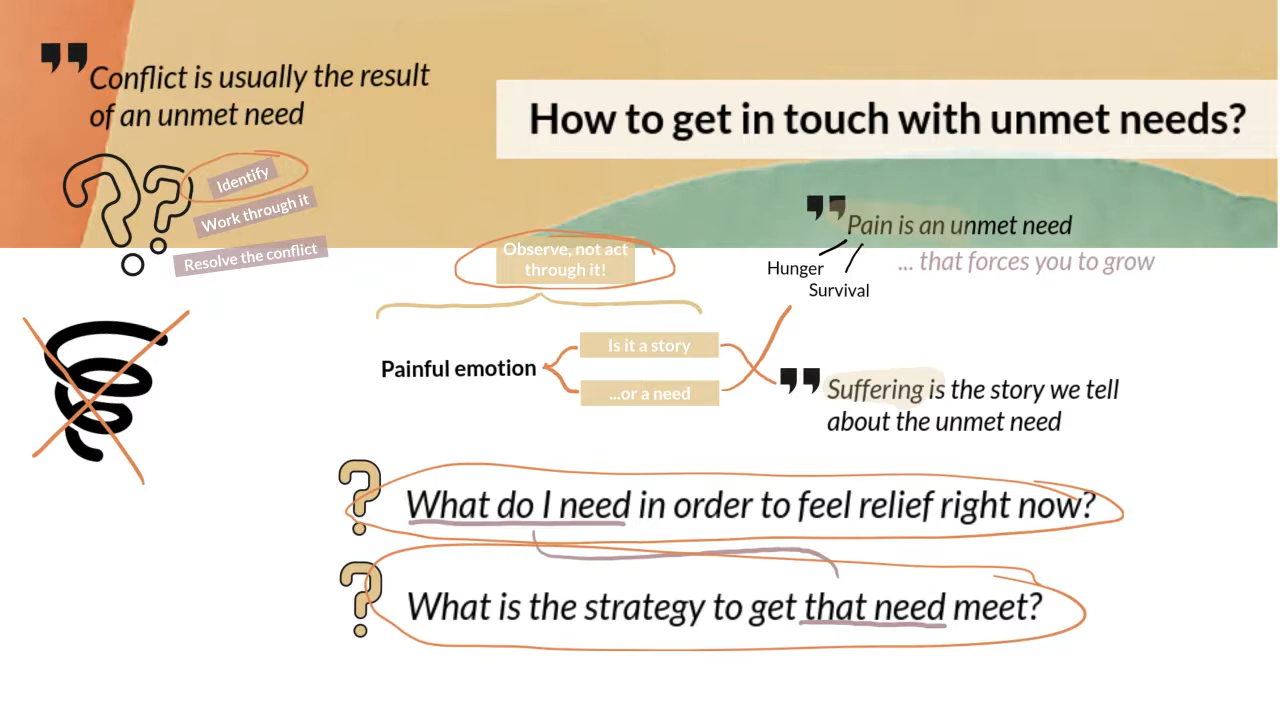 Conflict is usually the result
of an unmet need
How to get in touch with unmet needs?
Identify
Work through it
Resolve the conflict
Observe, not act
through it!
Pain is an unmet need
... that forces you to grow
Hunger
Survival
Painful emotion
Is it a story
...or a need
Suffering is the story we tell
about the unmet need
What do I need in order to feel relief right now?
What is the strategy to get that need meet?